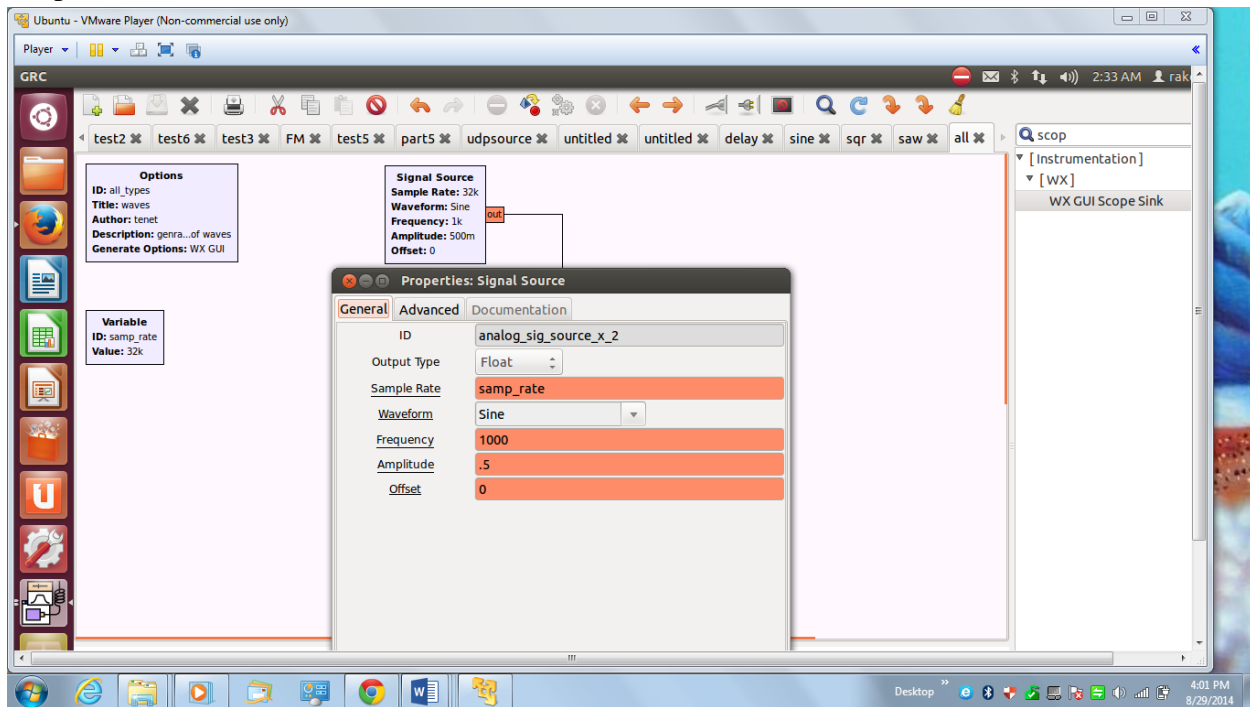 Ubuntu - VMware Player (Non-commercial use only)
Player
GRC
2:33 AM rak
test2 test6 test3 FM test5 part5 udpsource untitled untitled delay sine sqr saw all
scop
[Instrumentation]
[WX]
WX GUI Scope Sink
Options
ID: all_types
Title: waves
Author: tenet
Description: genra...of waves
Generate Options: WX GUI
Signal Source
Sample Rate: 32k
Waveform: Sine
Frequency: 1k
Amplitude: 500m
Offset: 0
out
Variable
ID: samp_rate
Value: 32k
Properties: Signal Source
General Advanced Documentation
ID analog_sig_source_x_2
Output Type Float
Sample Rate samp_rate
Waveform Sine
Frequency 1000
Amplitude .5
Offset 0
Desktop
4:01 PM
8/29/2014